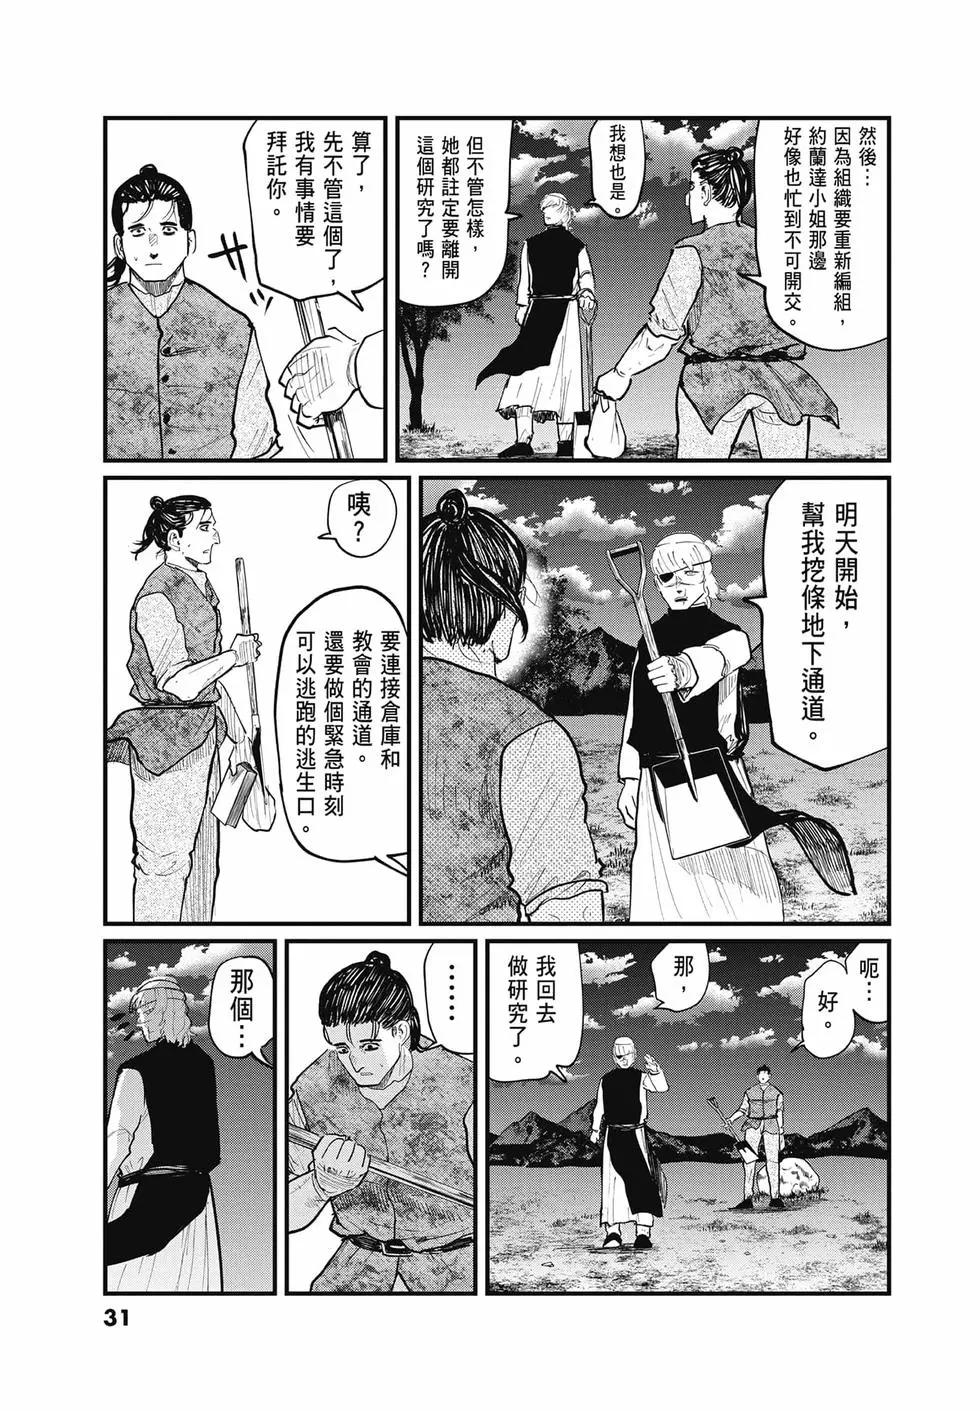 然後…
因為組織要重新編組，
約蘭達小姐那邊
好像也忙到不可開交。
我想也是。
但不管怎樣，
她都註定要離開
這個研究了嗎？
算了，
先不管這個了，
我有事情要
拜託你。
明天開始，
幫我挖條地下通道。
咦？
要連接倉庫和
教會的通道。
還要做個緊急時刻
可以逃跑的逃生口。
呃…
好。
那，
我回去
做研究了。
……
那個…
31